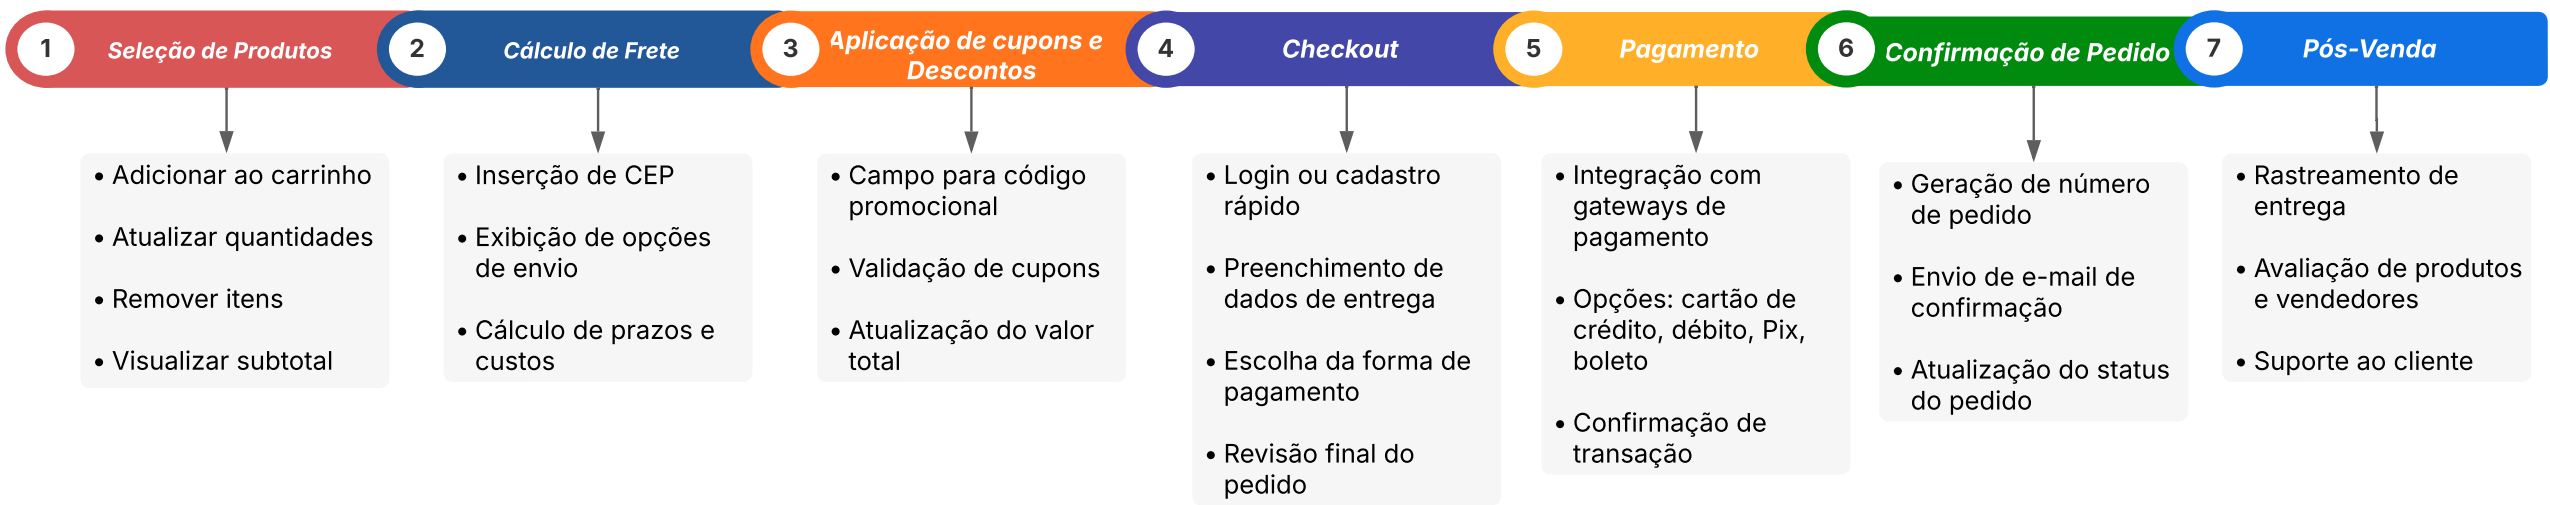 1
Seleção de Produtos
• Adicionar ao carrinho
• Atualizar quantidades
• Remover itens
• Visualizar subtotal
2
Cálculo de Frete
• Inserção de CEP
• Exibição de opções
de envio
• Cálculo de prazos e
custos
3
Aplicação de cupons e
Descontos
• Campo para código
promocional
• Validação de cupons
• Atualização do valor
total
4
Checkout
• Login ou cadastro
rápido
• Preenchimento de
dados de entrega
• Escolha da forma de
pagamento
• Revisão final do
pedido
5
Pagamento
• Integração com
gateways de
pagamento
• Opções: cartão de
crédito, débito, Pix,
boleto
• Confirmação de
transação
6
Confirmação de Pedido
• Geração de número
de pedido
• Envio de e-mail de
confirmação
• Atualização do status
do pedido
7
Pós-Venda
• Rastreamento de
entrega
• Avaliação de produtos
e vendedores
• Suporte ao cliente